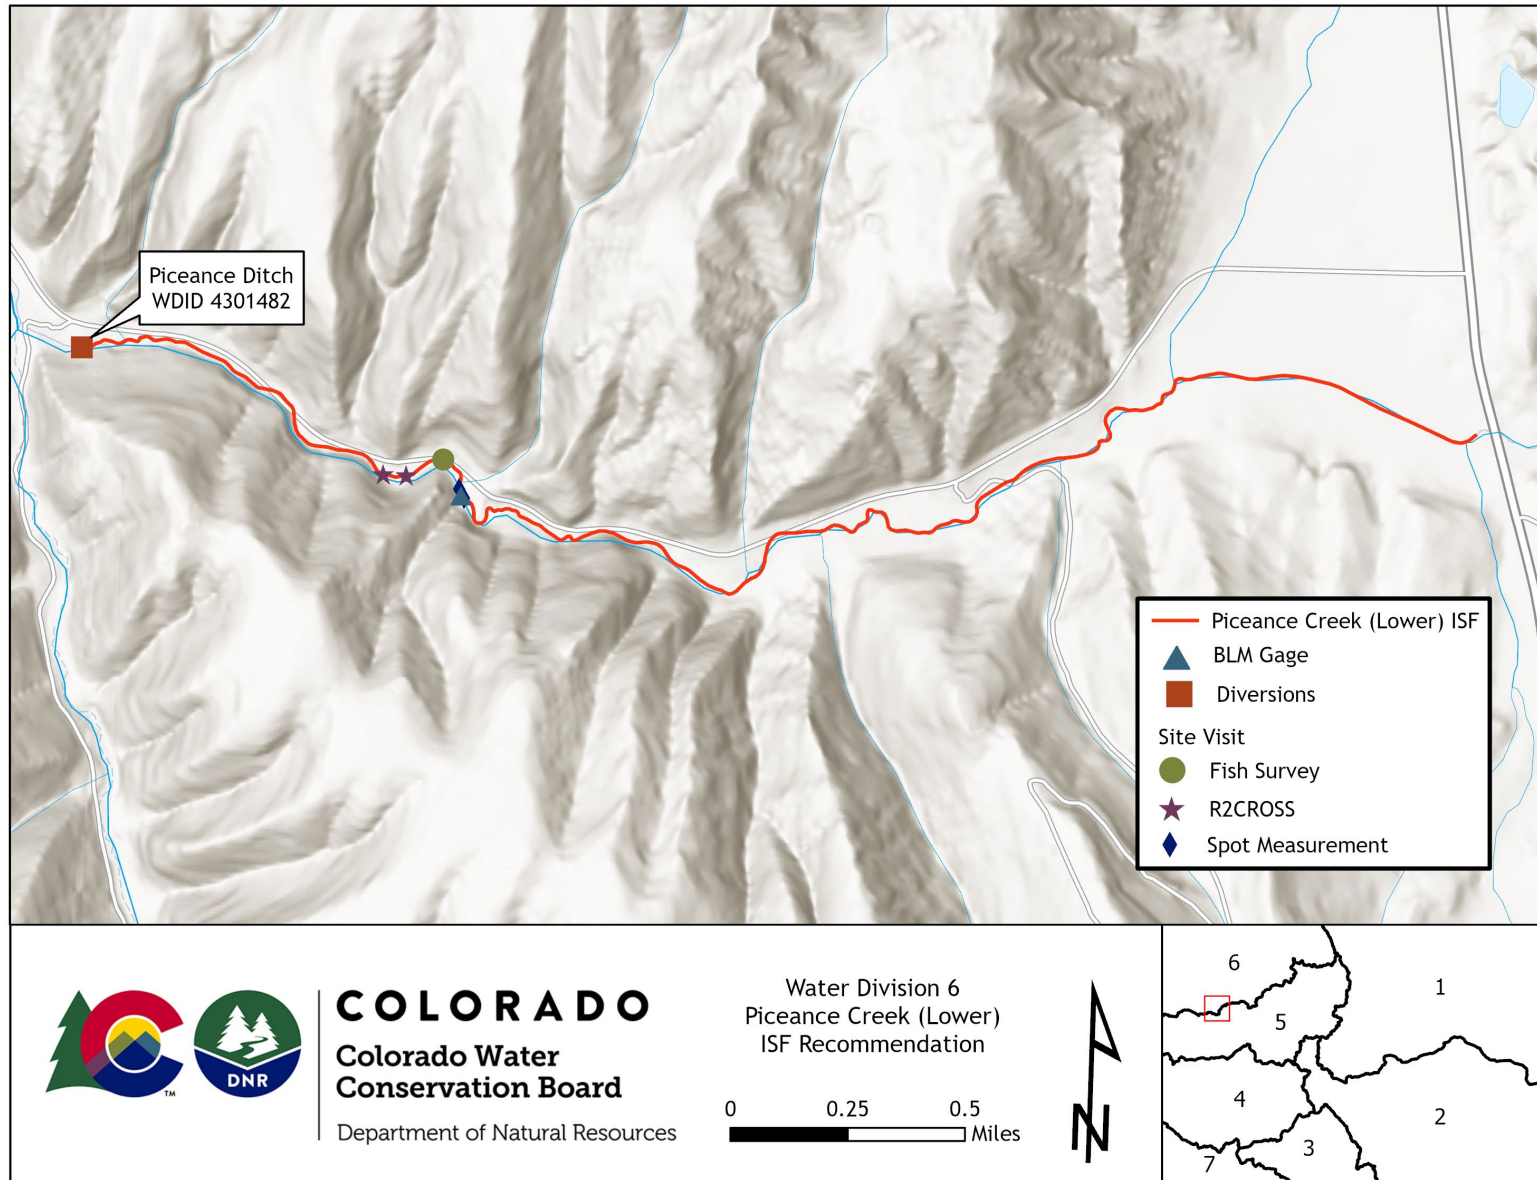 Piceance Ditch
WDID 4301482
Piceance Creek (Lower) ISF
BLM Gage
Diversions
Site Visit
Fish Survey
R2CROSS
Spot Measurement
TM
DNR
COLORADO
Colorado Water
Conservation Board
Department of Natural Resources
Water Division 6
Piceance Creek (Lower)
ISF Recommendation
0 0.25 0.5
Miles
N
6
1
5
4
2
3
7